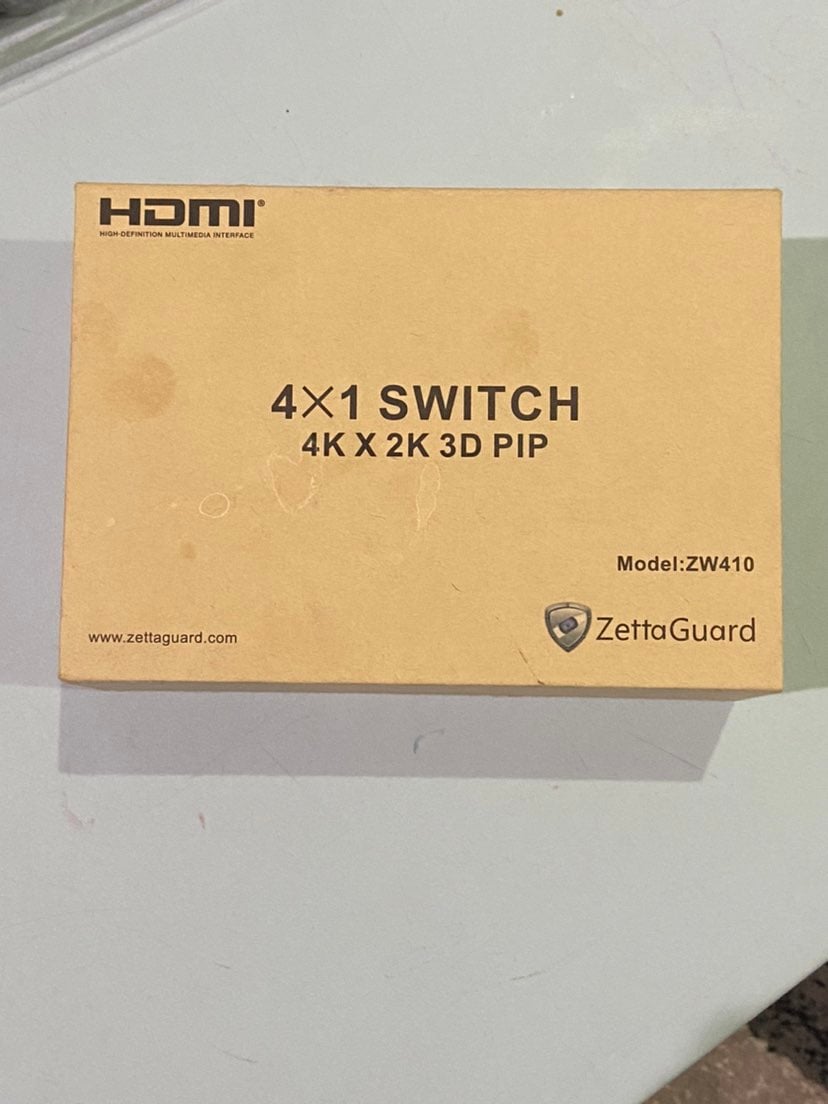 HDMI®
HIGH-DEFINITION MULTIMEDIA INTERFACE
4×1 SWITCH
4K X 2K 3D PIP
Model:ZW410
www.zettaguard.com
ZettaGuard